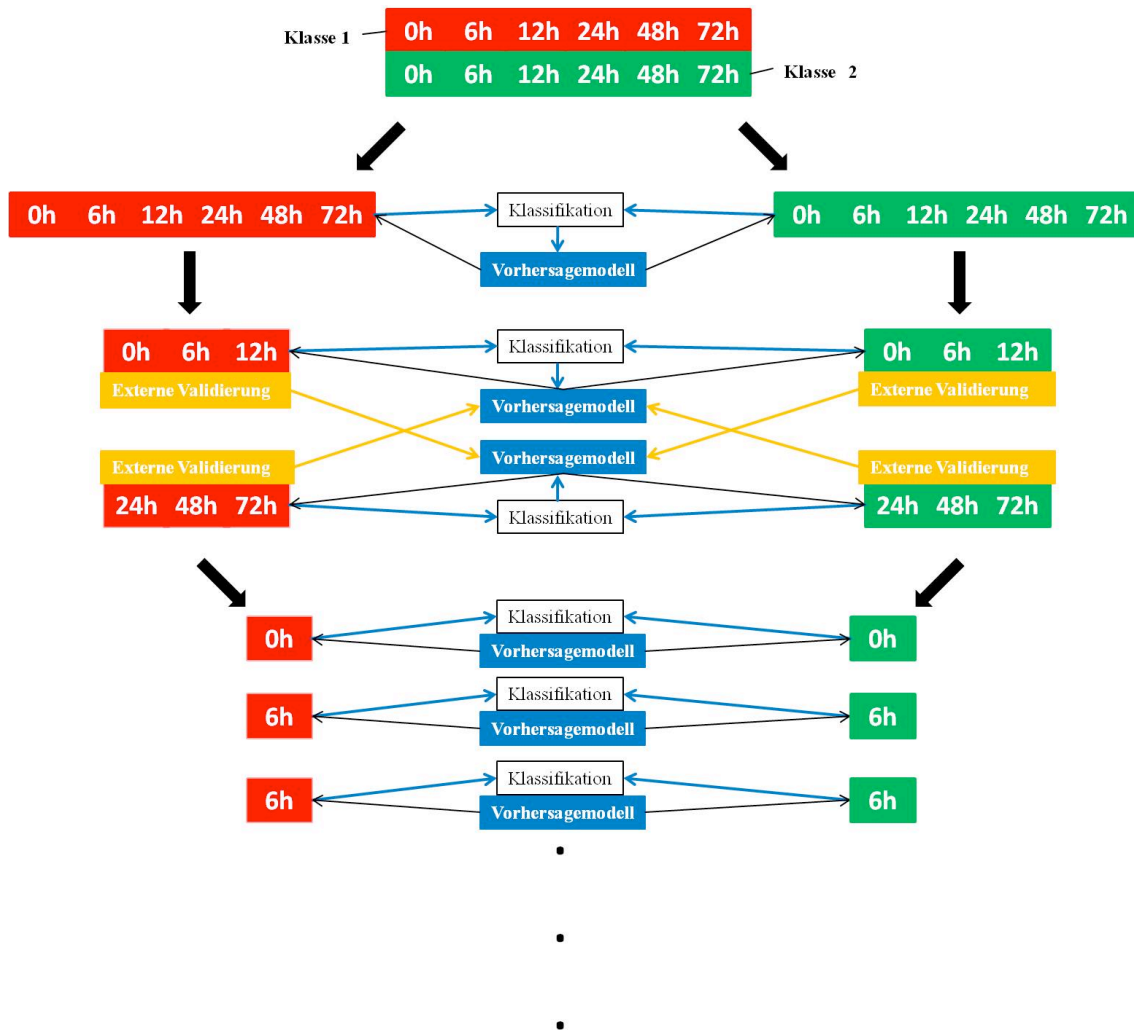 Klasse 1
0h 6h 12h 24h 48h 72h
0h 6h 12h 24h 48h 72h
Klasse 2
0h 6h 12h 24h 48h 72h
Klassifikation
0h 6h 12h 24h 48h 72h
Vorhersagemodell
0h 6h 12h
Klassifikation
0h 6h 12h
Externe Validierung
Vorhersagemodell
Externe Validierung
Externe Validierung
Vorhersagemodell
Externe Validierung
24h 48h 72h
Klassifikation
24h 48h 72h
0h
Klassifikation
Vorhersagemodell
0h
6h
Klassifikation
Vorhersagemodell
6h
6h
Klassifikation
Vorhersagemodell
6h